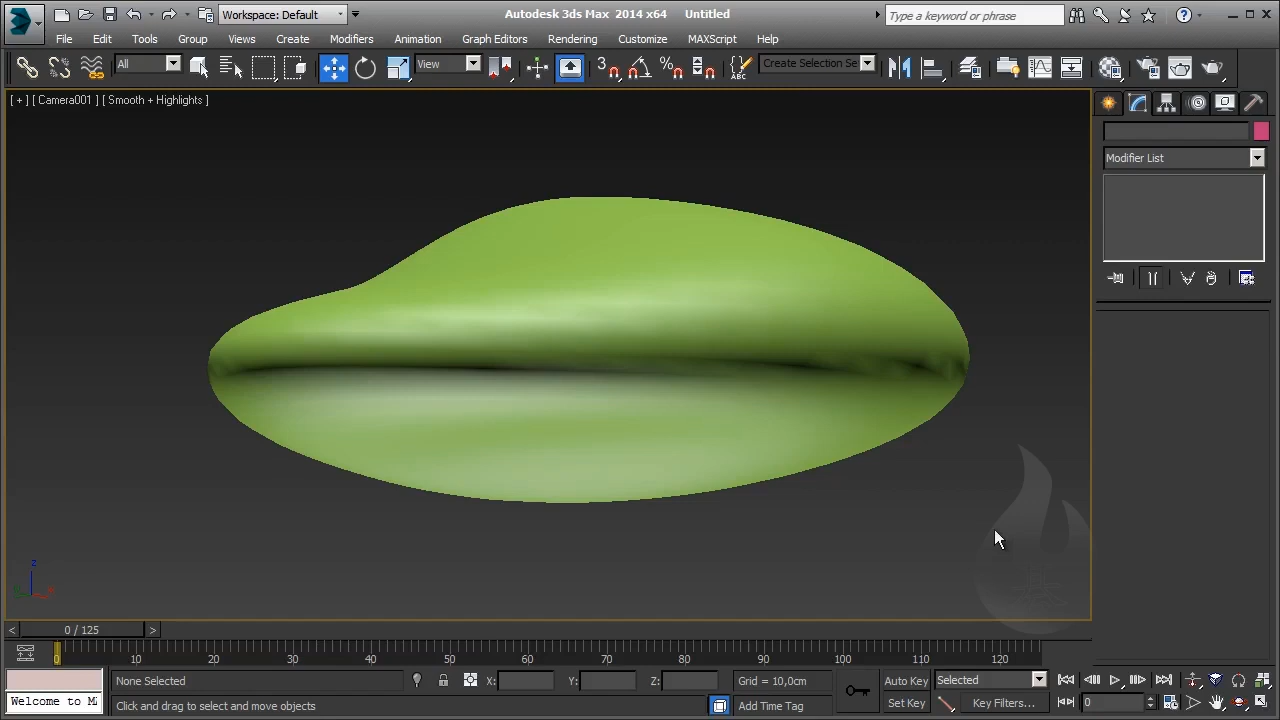 Workspace: Default
Autodesk 3ds Max 2014 x64 Untitled
Type a keyword or phrase
File Edit Tools Group Views Create Modifiers Animation Graph Editors Rendering Customize MAXScript Help
All
View
3
Create Selection Se
[ + ] [ Camera001 ] [ Smooth + Highlights ]
Modifier List
z
0 / 125
0 10 20 30 40 50 60 70 80 90 100 110 120
None Selected
X:
Y:
Z:
Grid = 10,0cm
Auto Key
Selected
Welcome to M
Click and drag to select and move objects
Add Time Tag
Set Key
Key Filters...
0